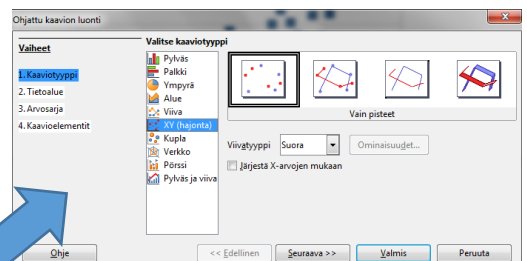 Ohjattu kaavion luonti
Vaiheet
1. Kaaviotyyppi
2. Tietoalue
3. Arvosarja
4. Kaavioelementit
Valitse kaaviotyyppi
Pylväs
Palkki
Ympyrä
Alue
Viiva
XY (hajonta)
Kupla
Verkko
Pörssi
Pylväs ja viiva
Vain pisteet
Viivatyyppi Suora Ominaisuudet...
Järjestä X-arvojen mukaan
Ohje << Edellinen Seuraava >> Valmis Peruuta